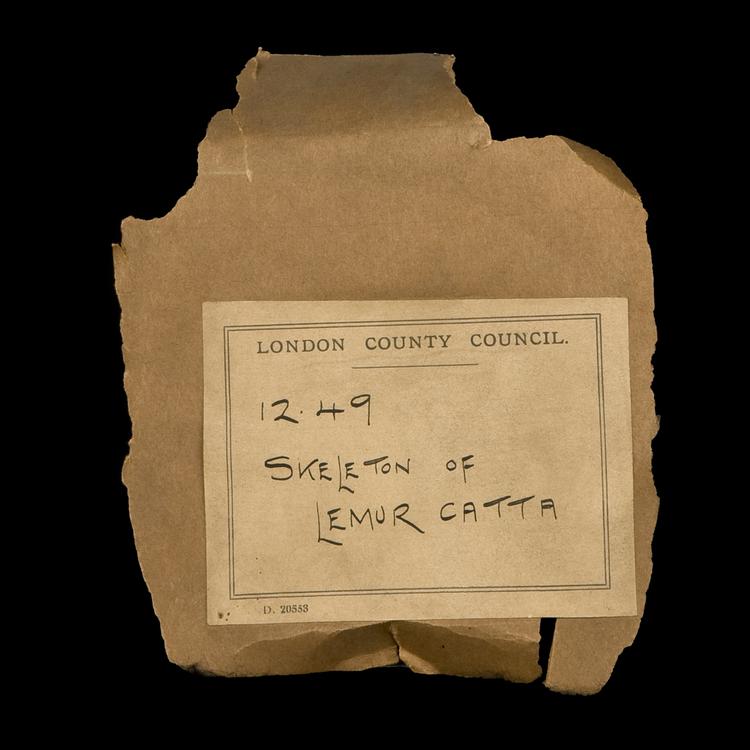 LONDON COUNTY COUNCIL.
12.49
SKELETON OF
LEMUR CATTA
D. 20553